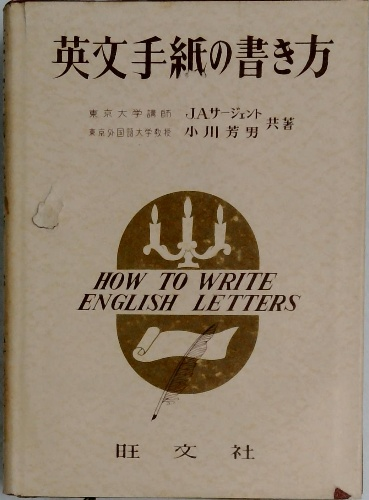 英文手紙の書き方
東京大学講師 J.A.サージェント
東京外国語大学教授 小川芳男 共著
HOW TO WRITE
ENGLISH LETTERS
旺文社